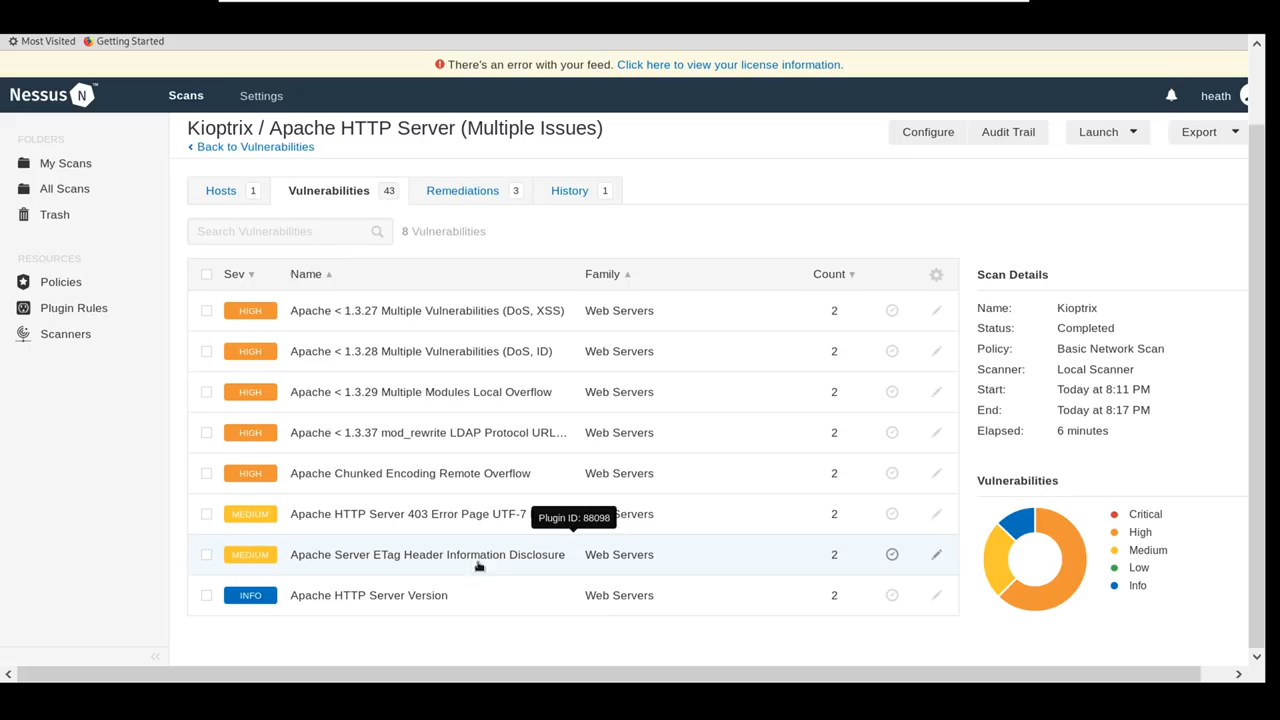 Most Visited Getting Started
There's an error with your feed. Click here to view your license information.
Nessus N ™ Scans Settings heath
FOLDERS
My Scans
All Scans
Trash
RESOURCES
Policies
Plugin Rules
Scanners
Kioptrix / Apache HTTP Server (Multiple Issues)
Back to Vulnerabilities
Configure Audit Trail Launch Export
Hosts 1 Vulnerabilities 43 Remediations 3 History 1
Search Vulnerabilities 8 Vulnerabilities
Sev Name Family Count
HIGH Apache < 1.3.27 Multiple Vulnerabilities (DoS, XSS) Web Servers 2
HIGH Apache < 1.3.28 Multiple Vulnerabilities (DoS, ID) Web Servers 2
HIGH Apache < 1.3.29 Multiple Modules Local Overflow Web Servers 2
HIGH Apache < 1.3.37 mod_rewrite LDAP Protocol URL... Web Servers 2
HIGH Apache Chunked Encoding Remote Overflow Web Servers 2
MEDIUM Apache HTTP Server 403 Error Page UTF-7 Servers 2
Plugin ID: 88098
MEDIUM Apache Server ETag Header Information Disclosure Web Servers 2
INFO Apache HTTP Server Version Web Servers 2
Scan Details
Name: Kioptrix
Status: Completed
Policy: Basic Network Scan
Scanner: Local Scanner
Start: Today at 8:11 PM
End: Today at 8:17 PM
Elapsed: 6 minutes
Vulnerabilities
Critical
High
Medium
Low
Info